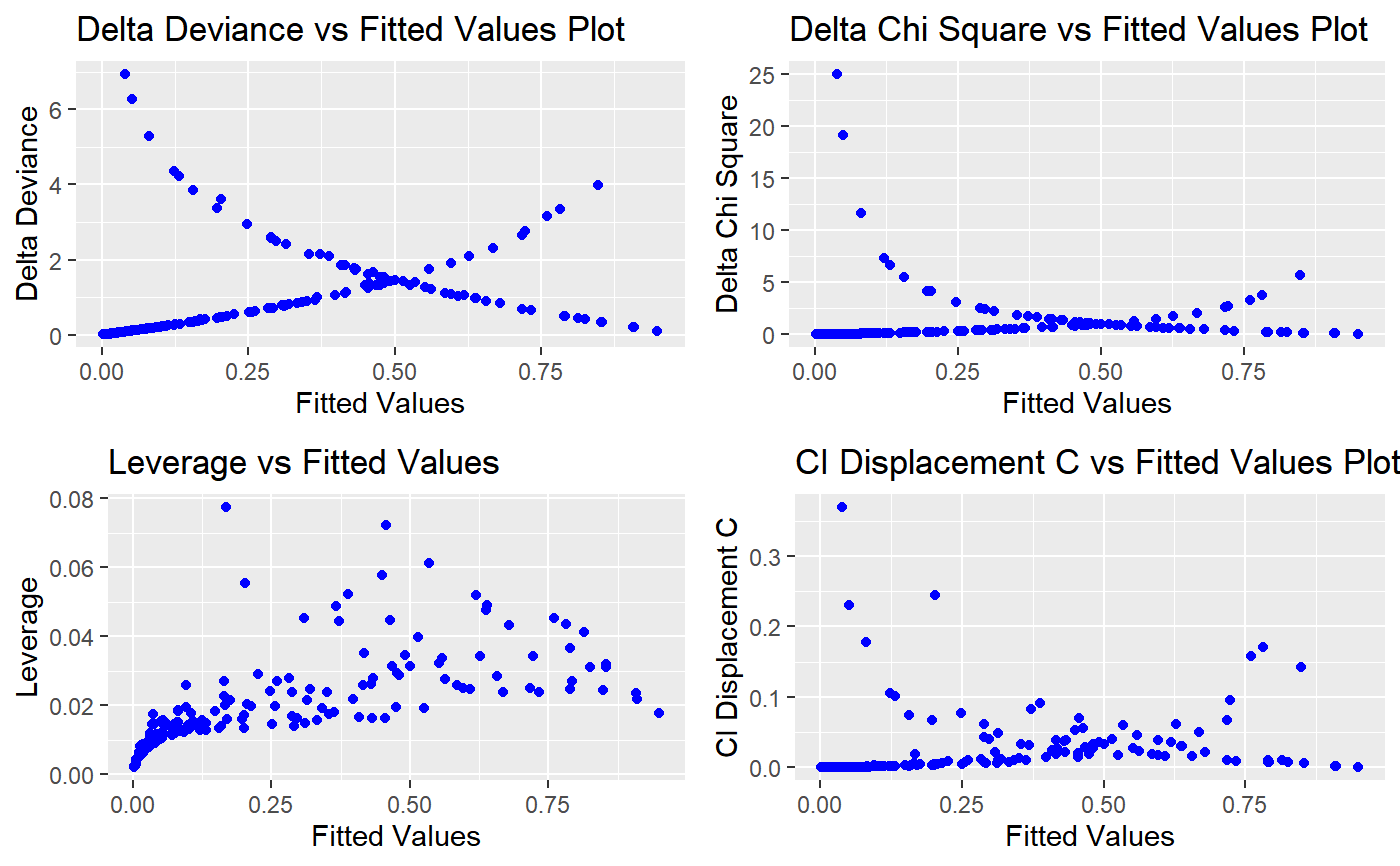 Delta Deviance vs Fitted Values Plot
Delta Deviance
6
4
2
0
0.00 0.25 0.50 0.75
Fitted Values
Delta Chi Square vs Fitted Values Plot
Delta Chi Square
25
20
15
10
5
0
0.00 0.25 0.50 0.75
Fitted Values
Leverage vs Fitted Values
Leverage
0.08
0.06
0.04
0.02
0.00
0.00 0.25 0.50 0.75
Fitted Values
CI Displacement C vs Fitted Values Plot
CI Displacement C
0.3
0.2
0.1
0.0
0.00 0.25 0.50 0.75
Fitted Values